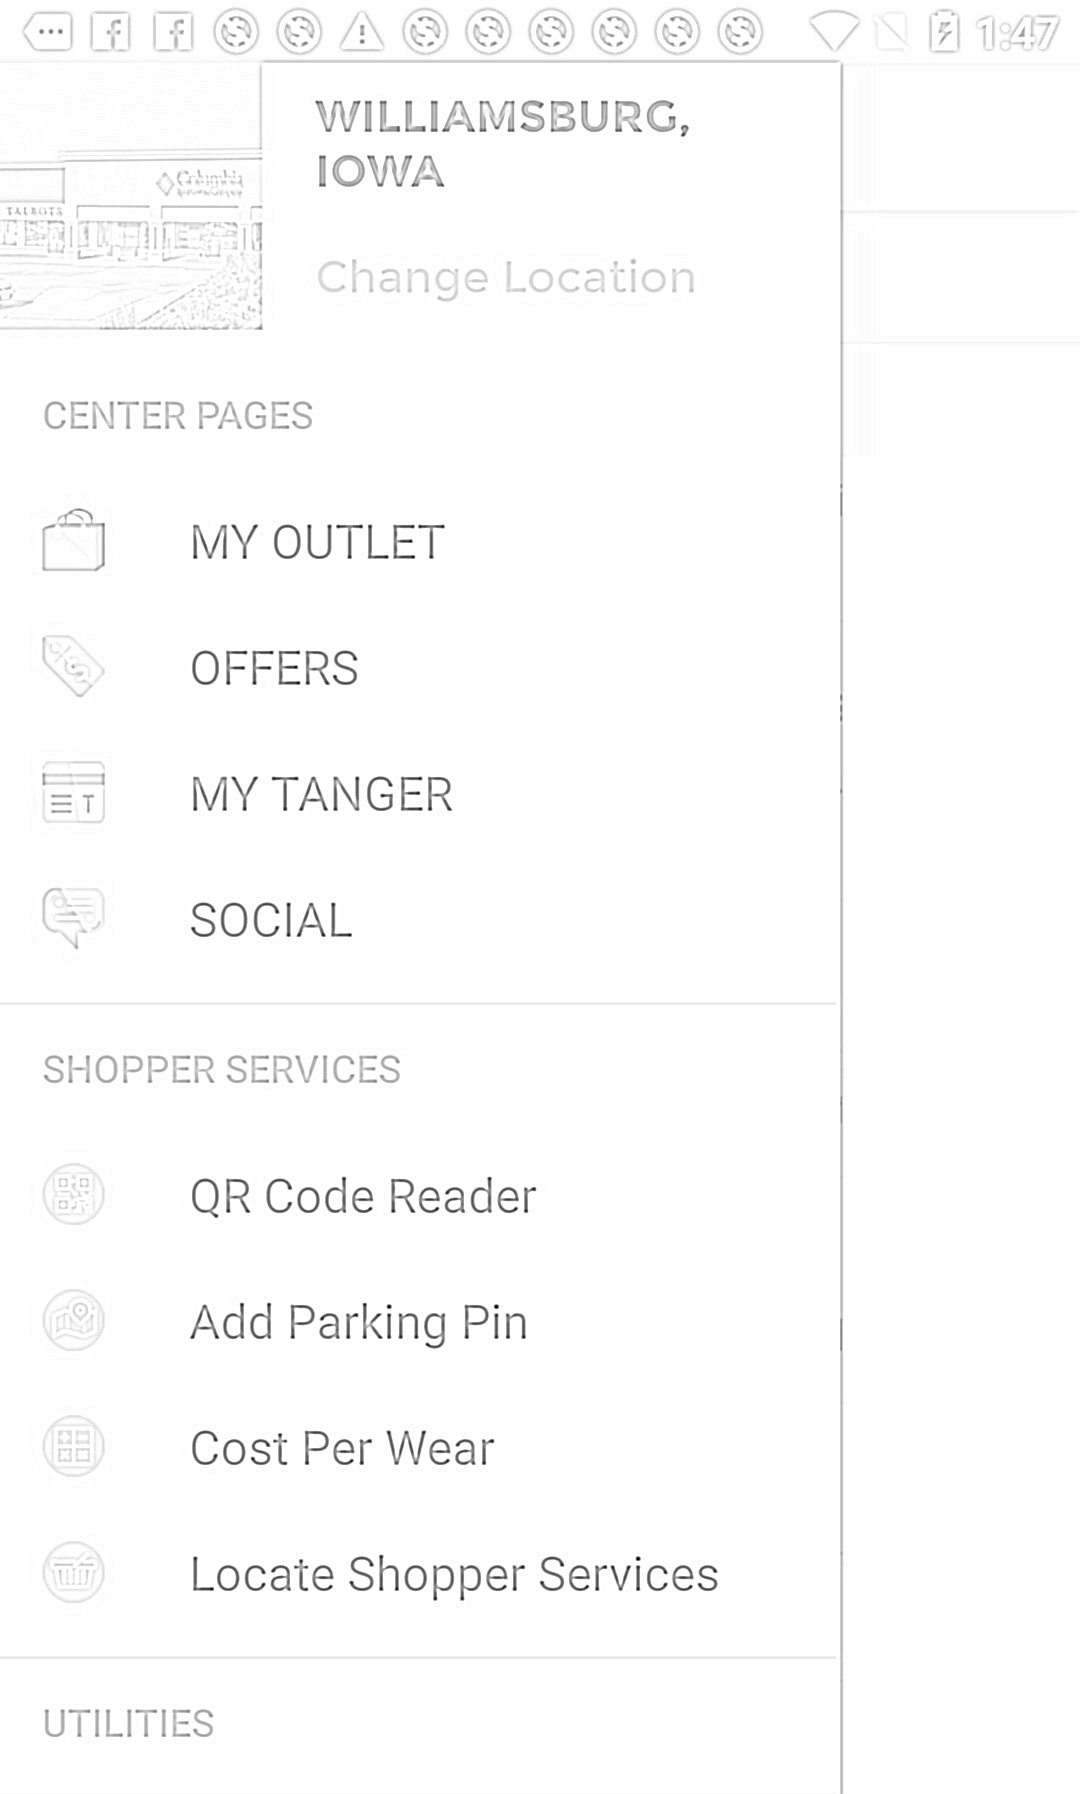 1:47
WILLIAMSBURG,
IOWA
Columbia
TALBOTS
Change Location
CENTER PAGES
MY OUTLET
OFFERS
MY TANGER
T
SOCIAL
SHOPPER SERVICES
QR Code Reader
Add Parking Pin
Cost Per Wear
Locate Shopper Services
UTILITIES